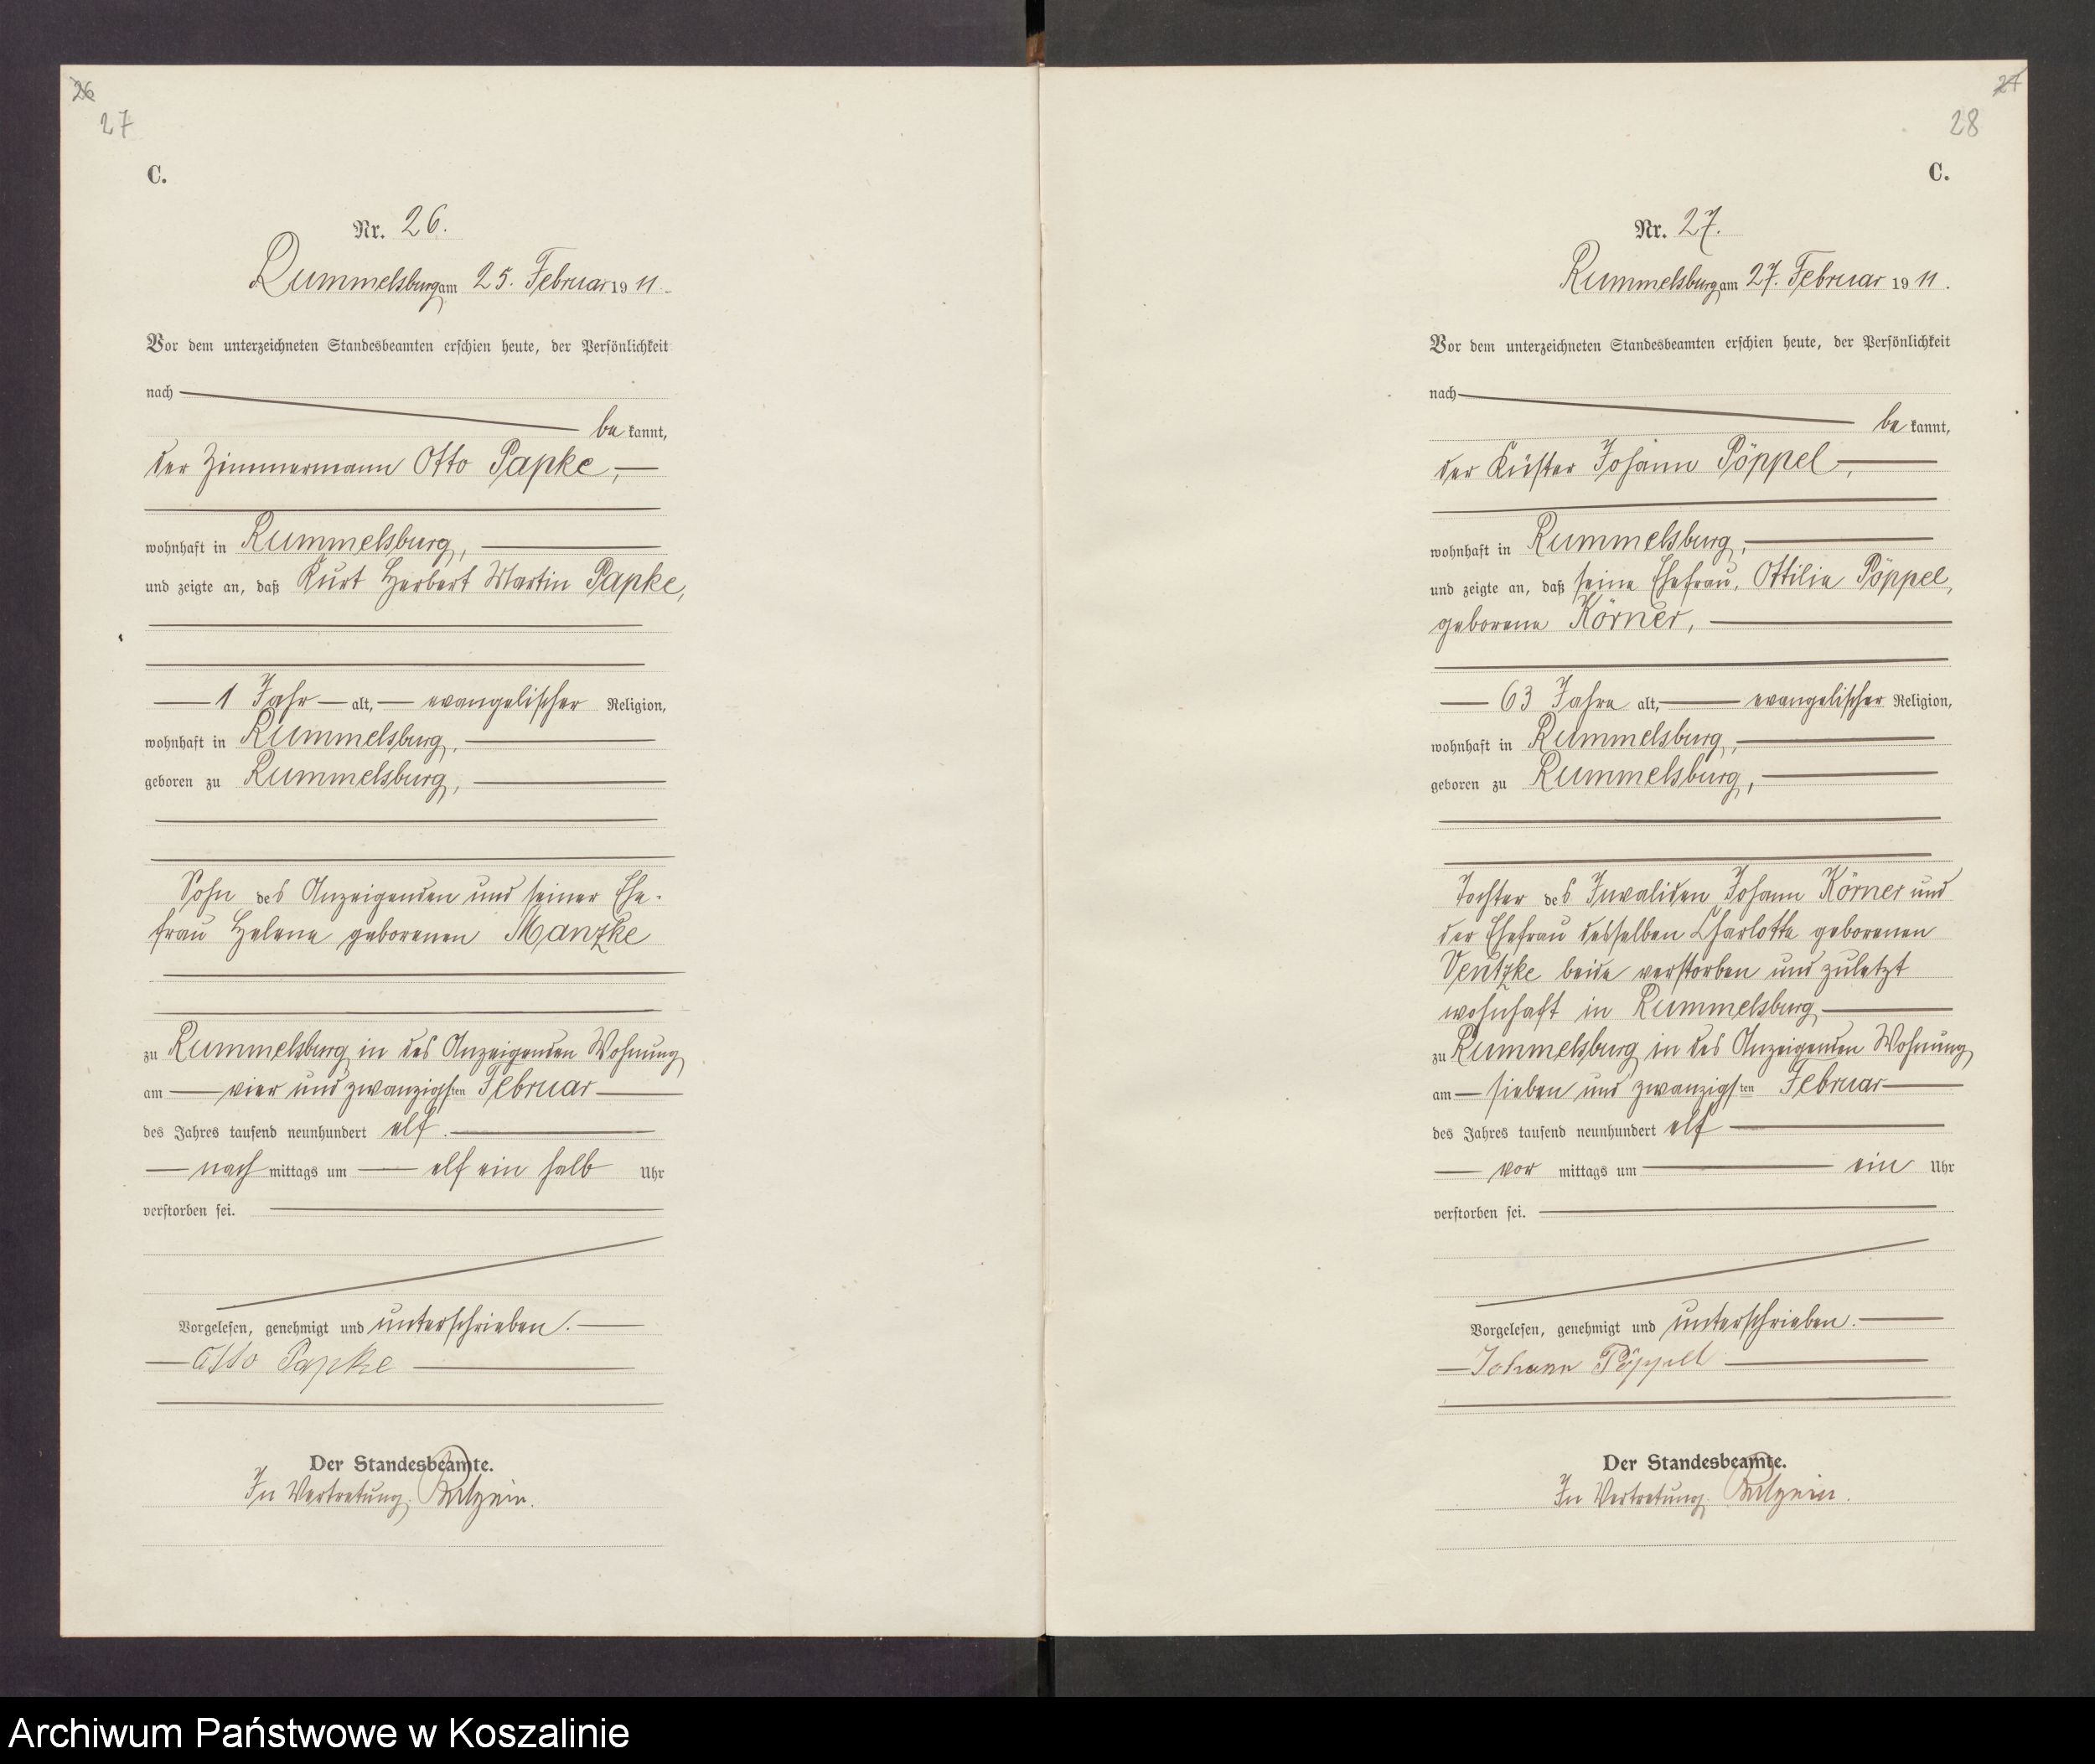 26
27
C.
Nr. 26.
Rummelsburg am 25. Februar 19 11.
Vor dem unterzeichneten Standesbeamten erschien heute, der Persönlichkeit
nach
be kannt,
der Zimmermann Otto Papke,
wohnhaft in Rummelsburg,
und zeigte an, daß Kurt Herbert Martin Papke,
1 Jahr alt, evangelischer Religion,
wohnhaft in Rummelsburg,
geboren zu Rummelsburg,
Sohn des Anzeigenden und seiner Ehe-
frau Helene geborenen Manzke
zu Rummelsburg in des Anzeigenden Wohnung
am vier und zwanzigsten Februar
des Jahres tausend neunhundert elf.
nach mittags um elf ein halb Uhr
verstorben sei.
Vorgelesen, genehmigt und unterschrieben.
Otto Papke
Der Standesbeamte.
In Vertretung.
27
28
C.
Nr. 27.
Rummelsburg am 27. Februar 19 11.
Vor dem unterzeichneten Standesbeamten erschien heute, der Persönlichkeit
nach
be kannt,
der Küster Johann Pöppel,
wohnhaft in Rummelsburg,
und zeigte an, daß seine Ehefrau, Ottilie Pöppel,
geborene Körner,
63 Jahre alt, evangelischer Religion,
wohnhaft in Rummelsburg,
geboren zu Rummelsburg,
Tochter des Invaliden Johann Körner und
der Ehefrau desselben Charlotte geborenen
Ventzke beide verstorben und zuletzt
wohnhaft in Rummelsburg
zu Rummelsburg in des Anzeigenden Wohnung
am sieben und zwanzigsten Februar
des Jahres tausend neunhundert elf
vor mittags um ein Uhr
verstorben sei.
Vorgelesen, genehmigt und unterschrieben.
Johann Pöppel
Der Standesbeamte.
In Vertretung.
Archiwum Państwowe w Koszalinie